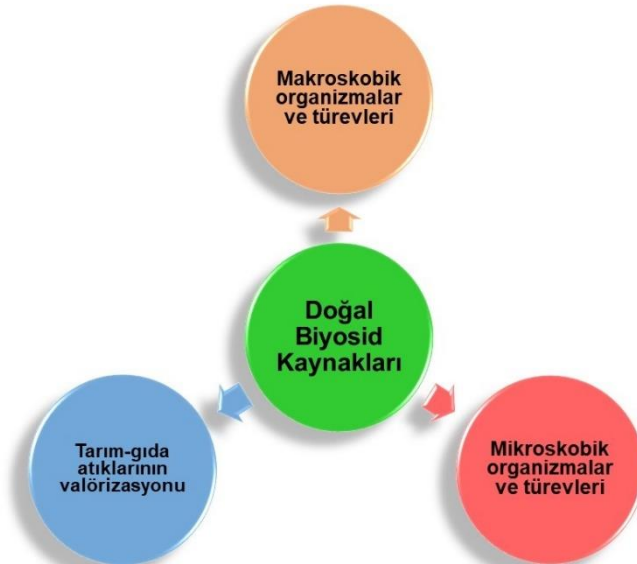 Makroskobik
organizmalar
ve türevleri
Doğal
Biyosid
Kaynakları
Tarım-gıda
atıklarının
valörizasyonu
Mikroskobik
organizmalar
ve türevleri